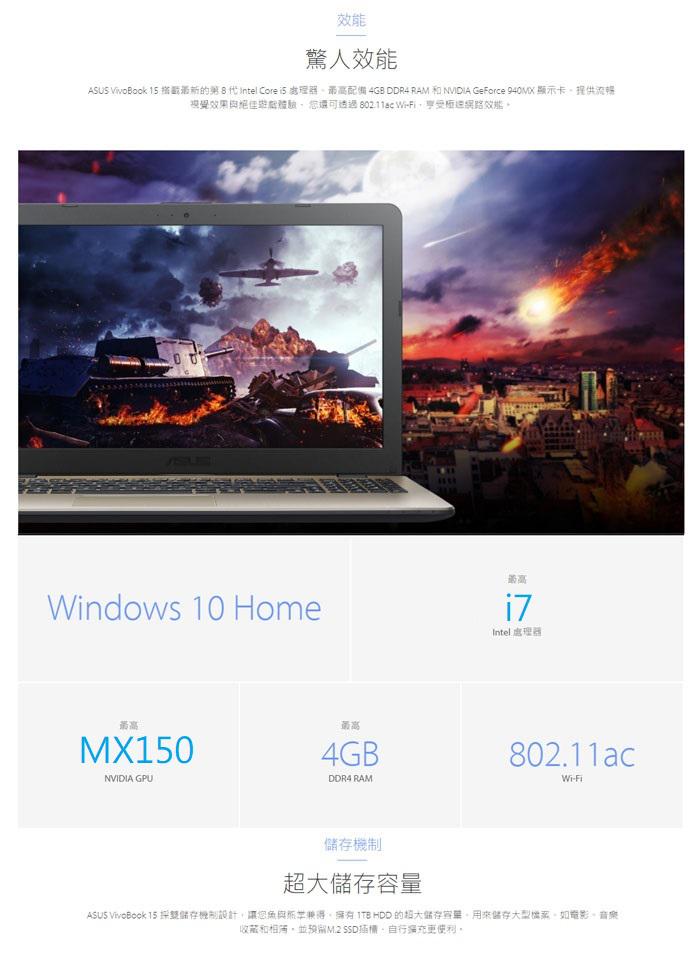 效能
驚人效能
ASUS VivoBook 15 搭載最新的第 8 代 Intel Core i5 處理器、最高配備 4GB DDR4 RAM 和 NVIDIA GeForce 940MX 顯示卡、提供流暢
視覺效果與絕佳遊戲體驗、您還可透過 802.11ac Wi-Fi、享受極速網路效能。
ASUS
Windows 10 Home
最高
i7
Intel 處理器
最高
MX150
NVIDIA GPU
最高
4GB
DDR4 RAM
802.11ac
Wi-Fi
儲存機制
超大儲存容量
ASUS VivoBook 15 採雙儲存機制設計，讓您魚與熊掌兼得、擁有 1TB HDD 的超大儲存容量、用來儲存大型檔案、如電影、音樂
收藏和相簿、並預留M.2 SSD插槽，自行擴充更便利。